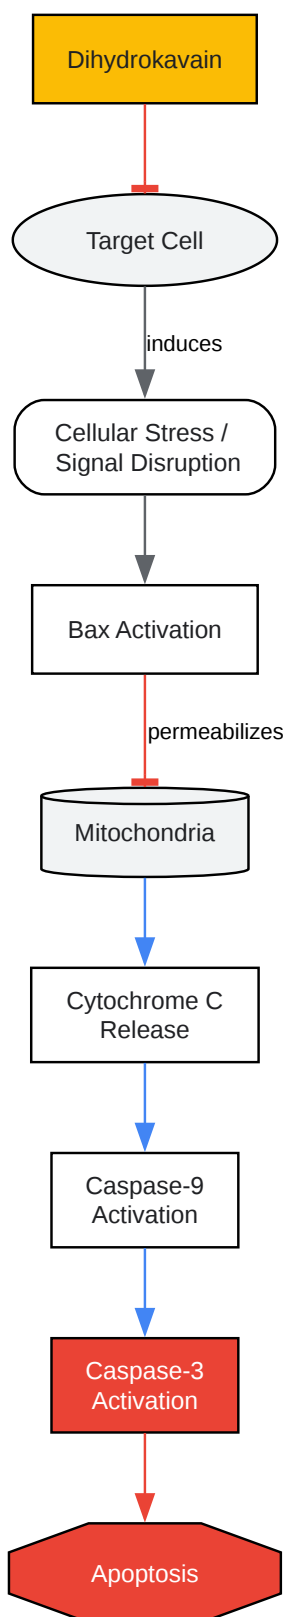 Dihydrokavain
Target Cell
induces
Cellular Stress /
Signal Disruption
Bax Activation
permeabilizes
Mitochondria
Cytochrome C
Release
Caspase-9
Activation
Caspase-3
Activation
Apoptosis